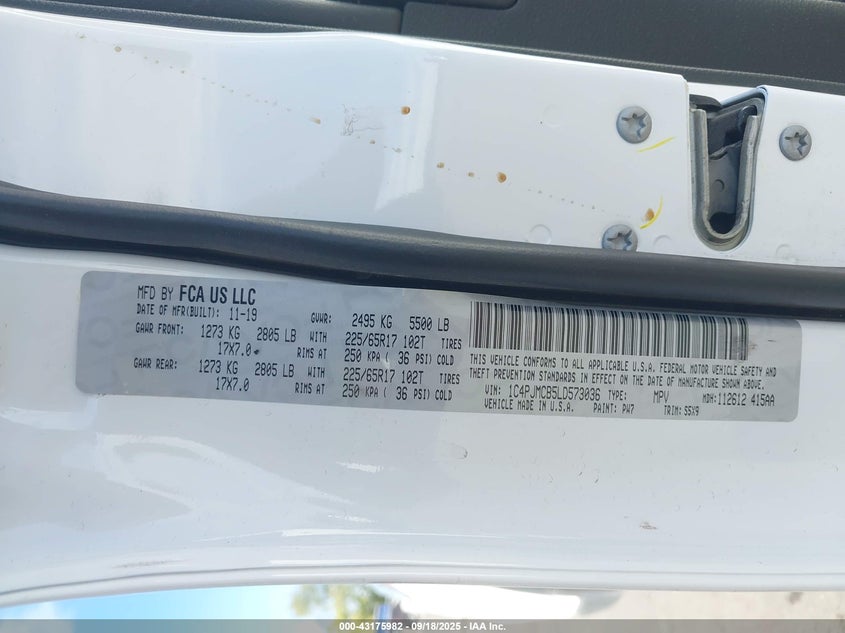 MFD BY FCA US LLC
DATE OF MFR(BUILT): 11-19 GVWR: 2495 KG 5500 LB
GAWR FRONT: 1273 KG 2805 LB WITH 225/65R17 102T TIRES
17X7.0 RIMS AT 250 KPA ( 36 PSI) COLD
GAWR REAR: 1273 KG 2805 LB WITH 225/65R17 102T TIRES
17X7.0 RIMS AT 250 KPA ( 36 PSI) COLD
THIS VEHICLE CONFORMS TO ALL APPLICABLE U.S.A. FEDERAL MOTOR VEHICLE SAFETY AND
THEFT PREVENTION STANDARDS IN EFFECT ON THE DATE OF MANUFACTURE SHOWN ABOVE.
VIN: 1C4PJMCB5LD573036 TYPE: MPV MDH:112612 415AA
VEHICLE MADE IN U.S.A. PAINT: PW7 TRIM: S5X9
000-43175982 - 09/18/2025 - IAA Inc.